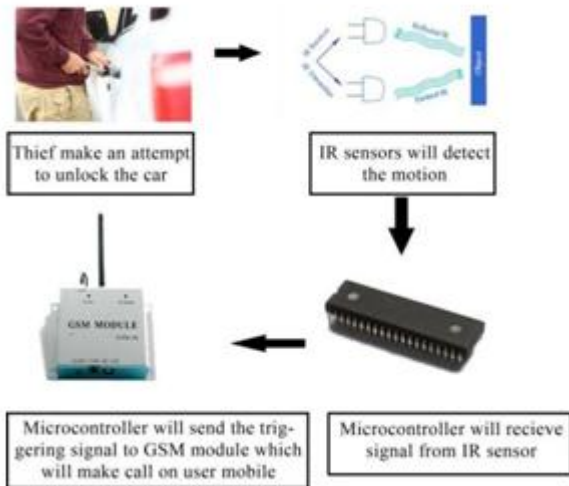 Thief make an attempt
to unlock the car
IR sensors will detect
the motion
GSM MODULE
Microcontroller will send the trig-
gering signal to GSM module which
will make call on user mobile
Microcontroller will recieve
signal from IR sensor